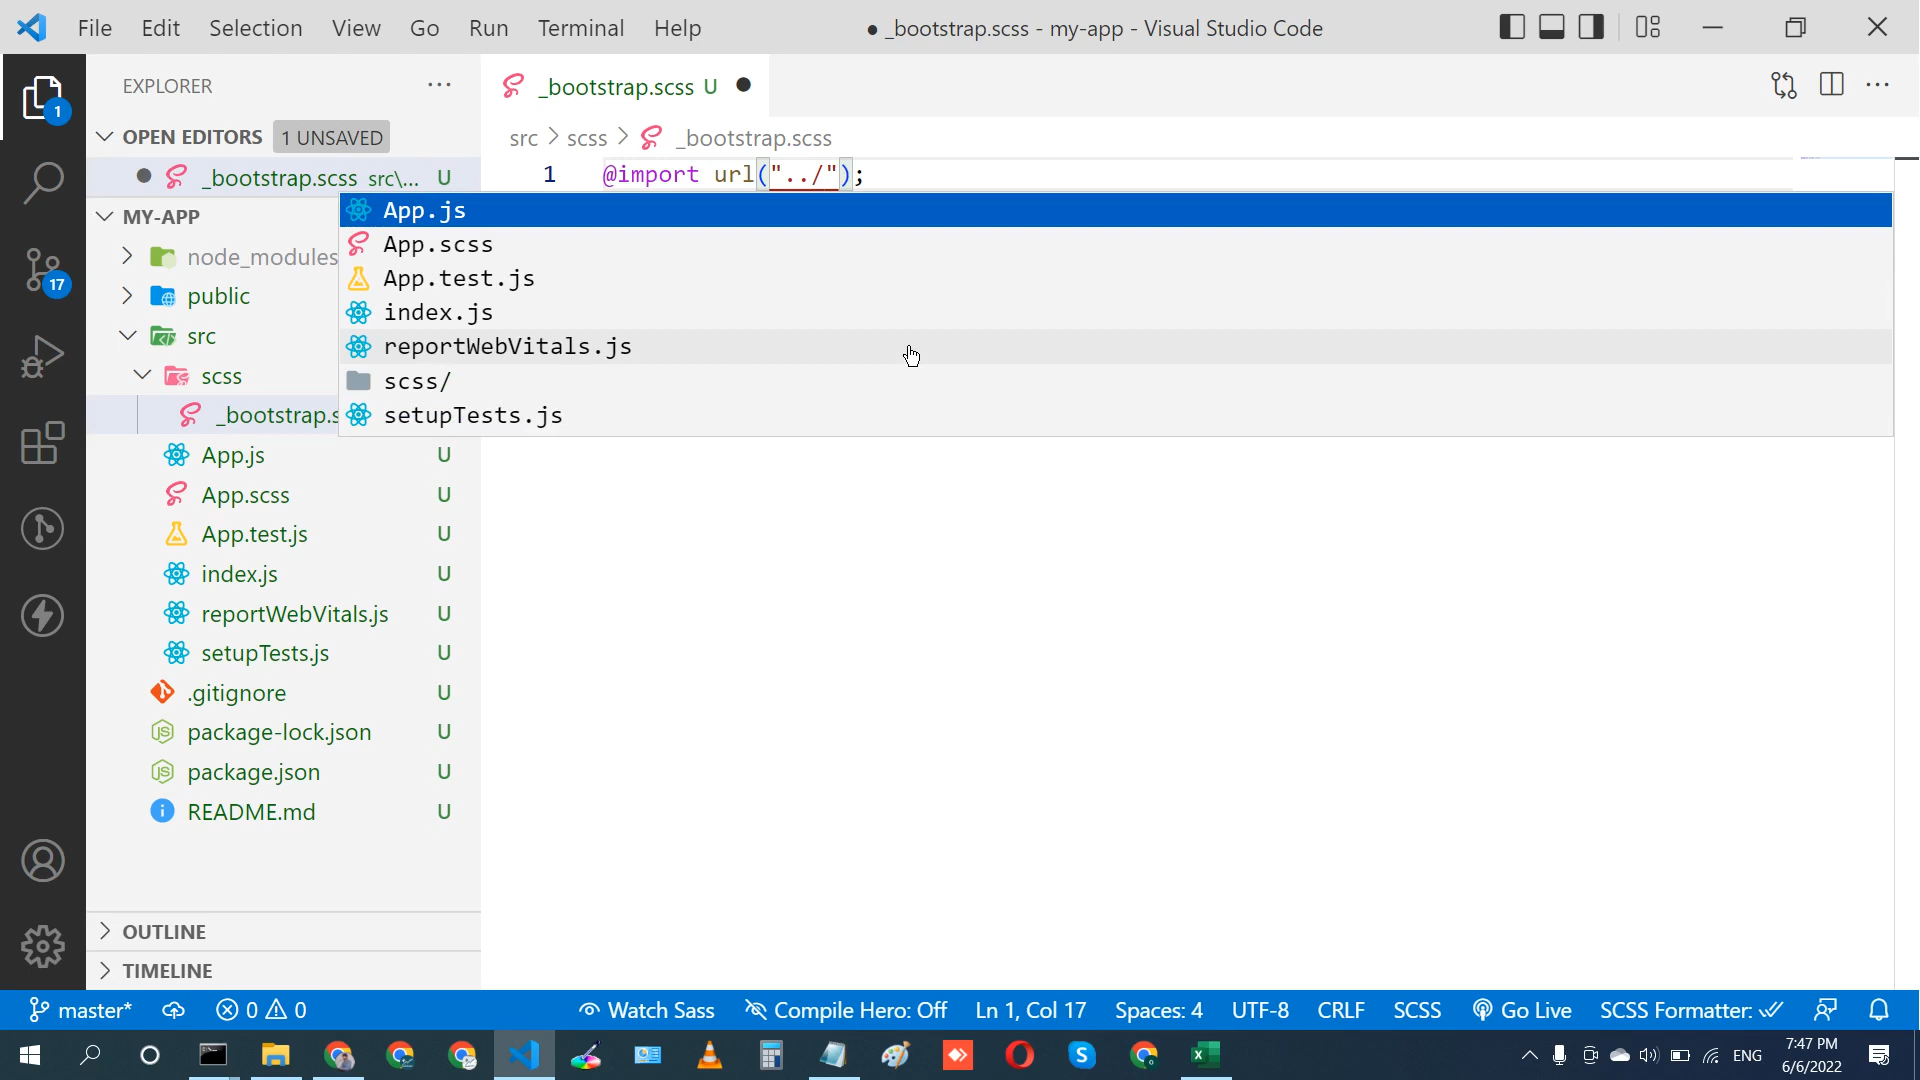 File Edit Selection View Go Run Terminal Help
● _bootstrap.scss - my-app - Visual Studio Code
1
EXPLORER
OPEN EDITORS 1 UNSAVED
_bootstrap.scss src\... U
MY-APP
node_modules
public
src
scss
_bootstrap.s
App.js U
App.scss U
App.test.js U
index.js U
reportWebVitals.js U
setupTests.js U
.gitignore U
package-lock.json U
package.json U
README.md U
OUTLINE
TIMELINE
17
_bootstrap.scss U
src > scss > _bootstrap.scss
1 @import url("../");
App.js
App.scss
App.test.js
index.js
reportWebVitals.js
scss/
setupTests.js
master* 0 0 Watch Sass Compile Hero: Off Ln 1, Col 17 Spaces: 4 UTF-8 CRLF SCSS Go Live SCSS Formatter:
ENG
7:47 PM
6/6/2022